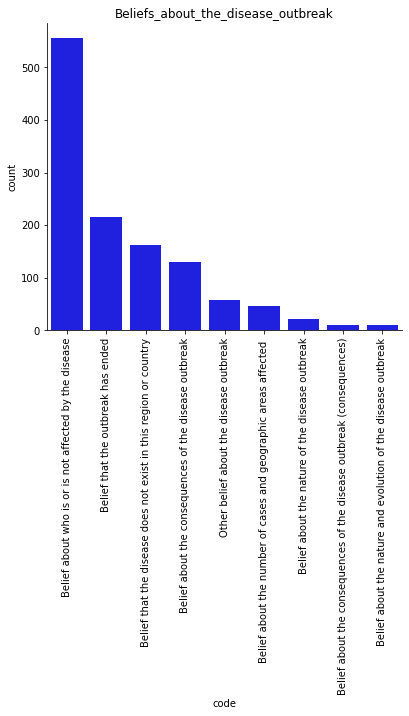 Beliefs_about_the_disease_outbreak
500
400
300
200
100
0
count
Belief about who is or is not affected by the disease
Belief that the outbreak has ended
Belief that the disease does not exist in this region or country
Belief about the consequences of the disease outbreak
Other belief about the disease outbreak
Belief about the number of cases and geographic areas affected
Belief about the nature of the disease outbreak
Belief about the consequences of the disease outbreak (consequences)
Belief about the nature and evolution of the disease outbreak
code